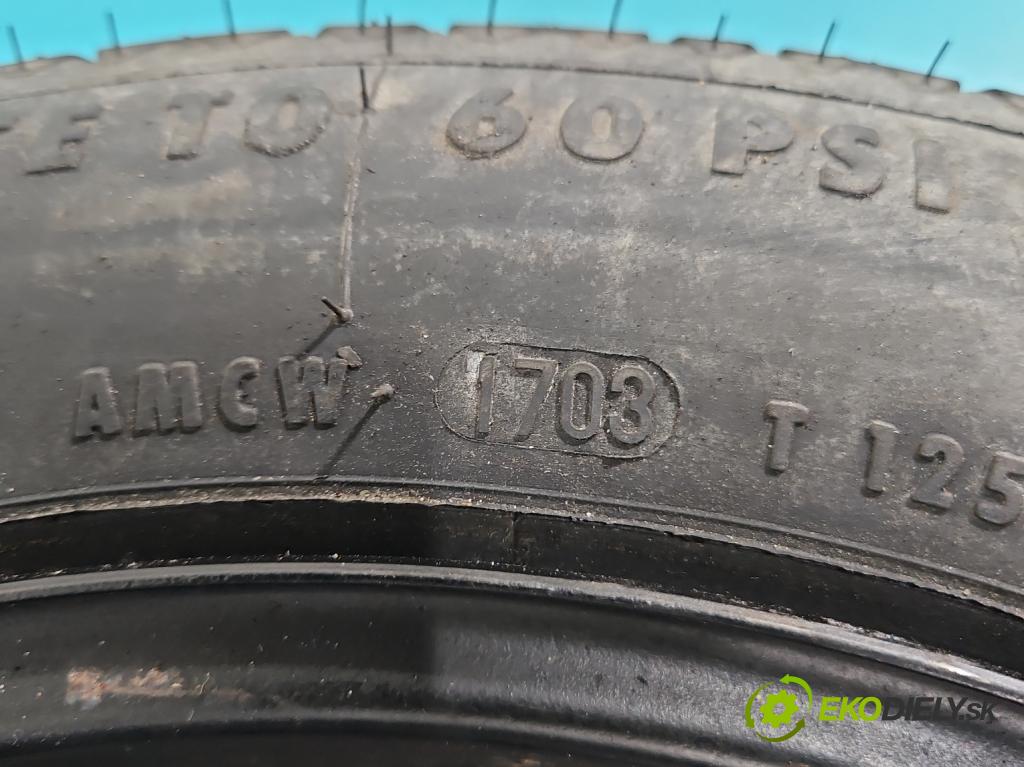 TO 60 PSI
AMCW 1703 T 125
EKODIELY.sk